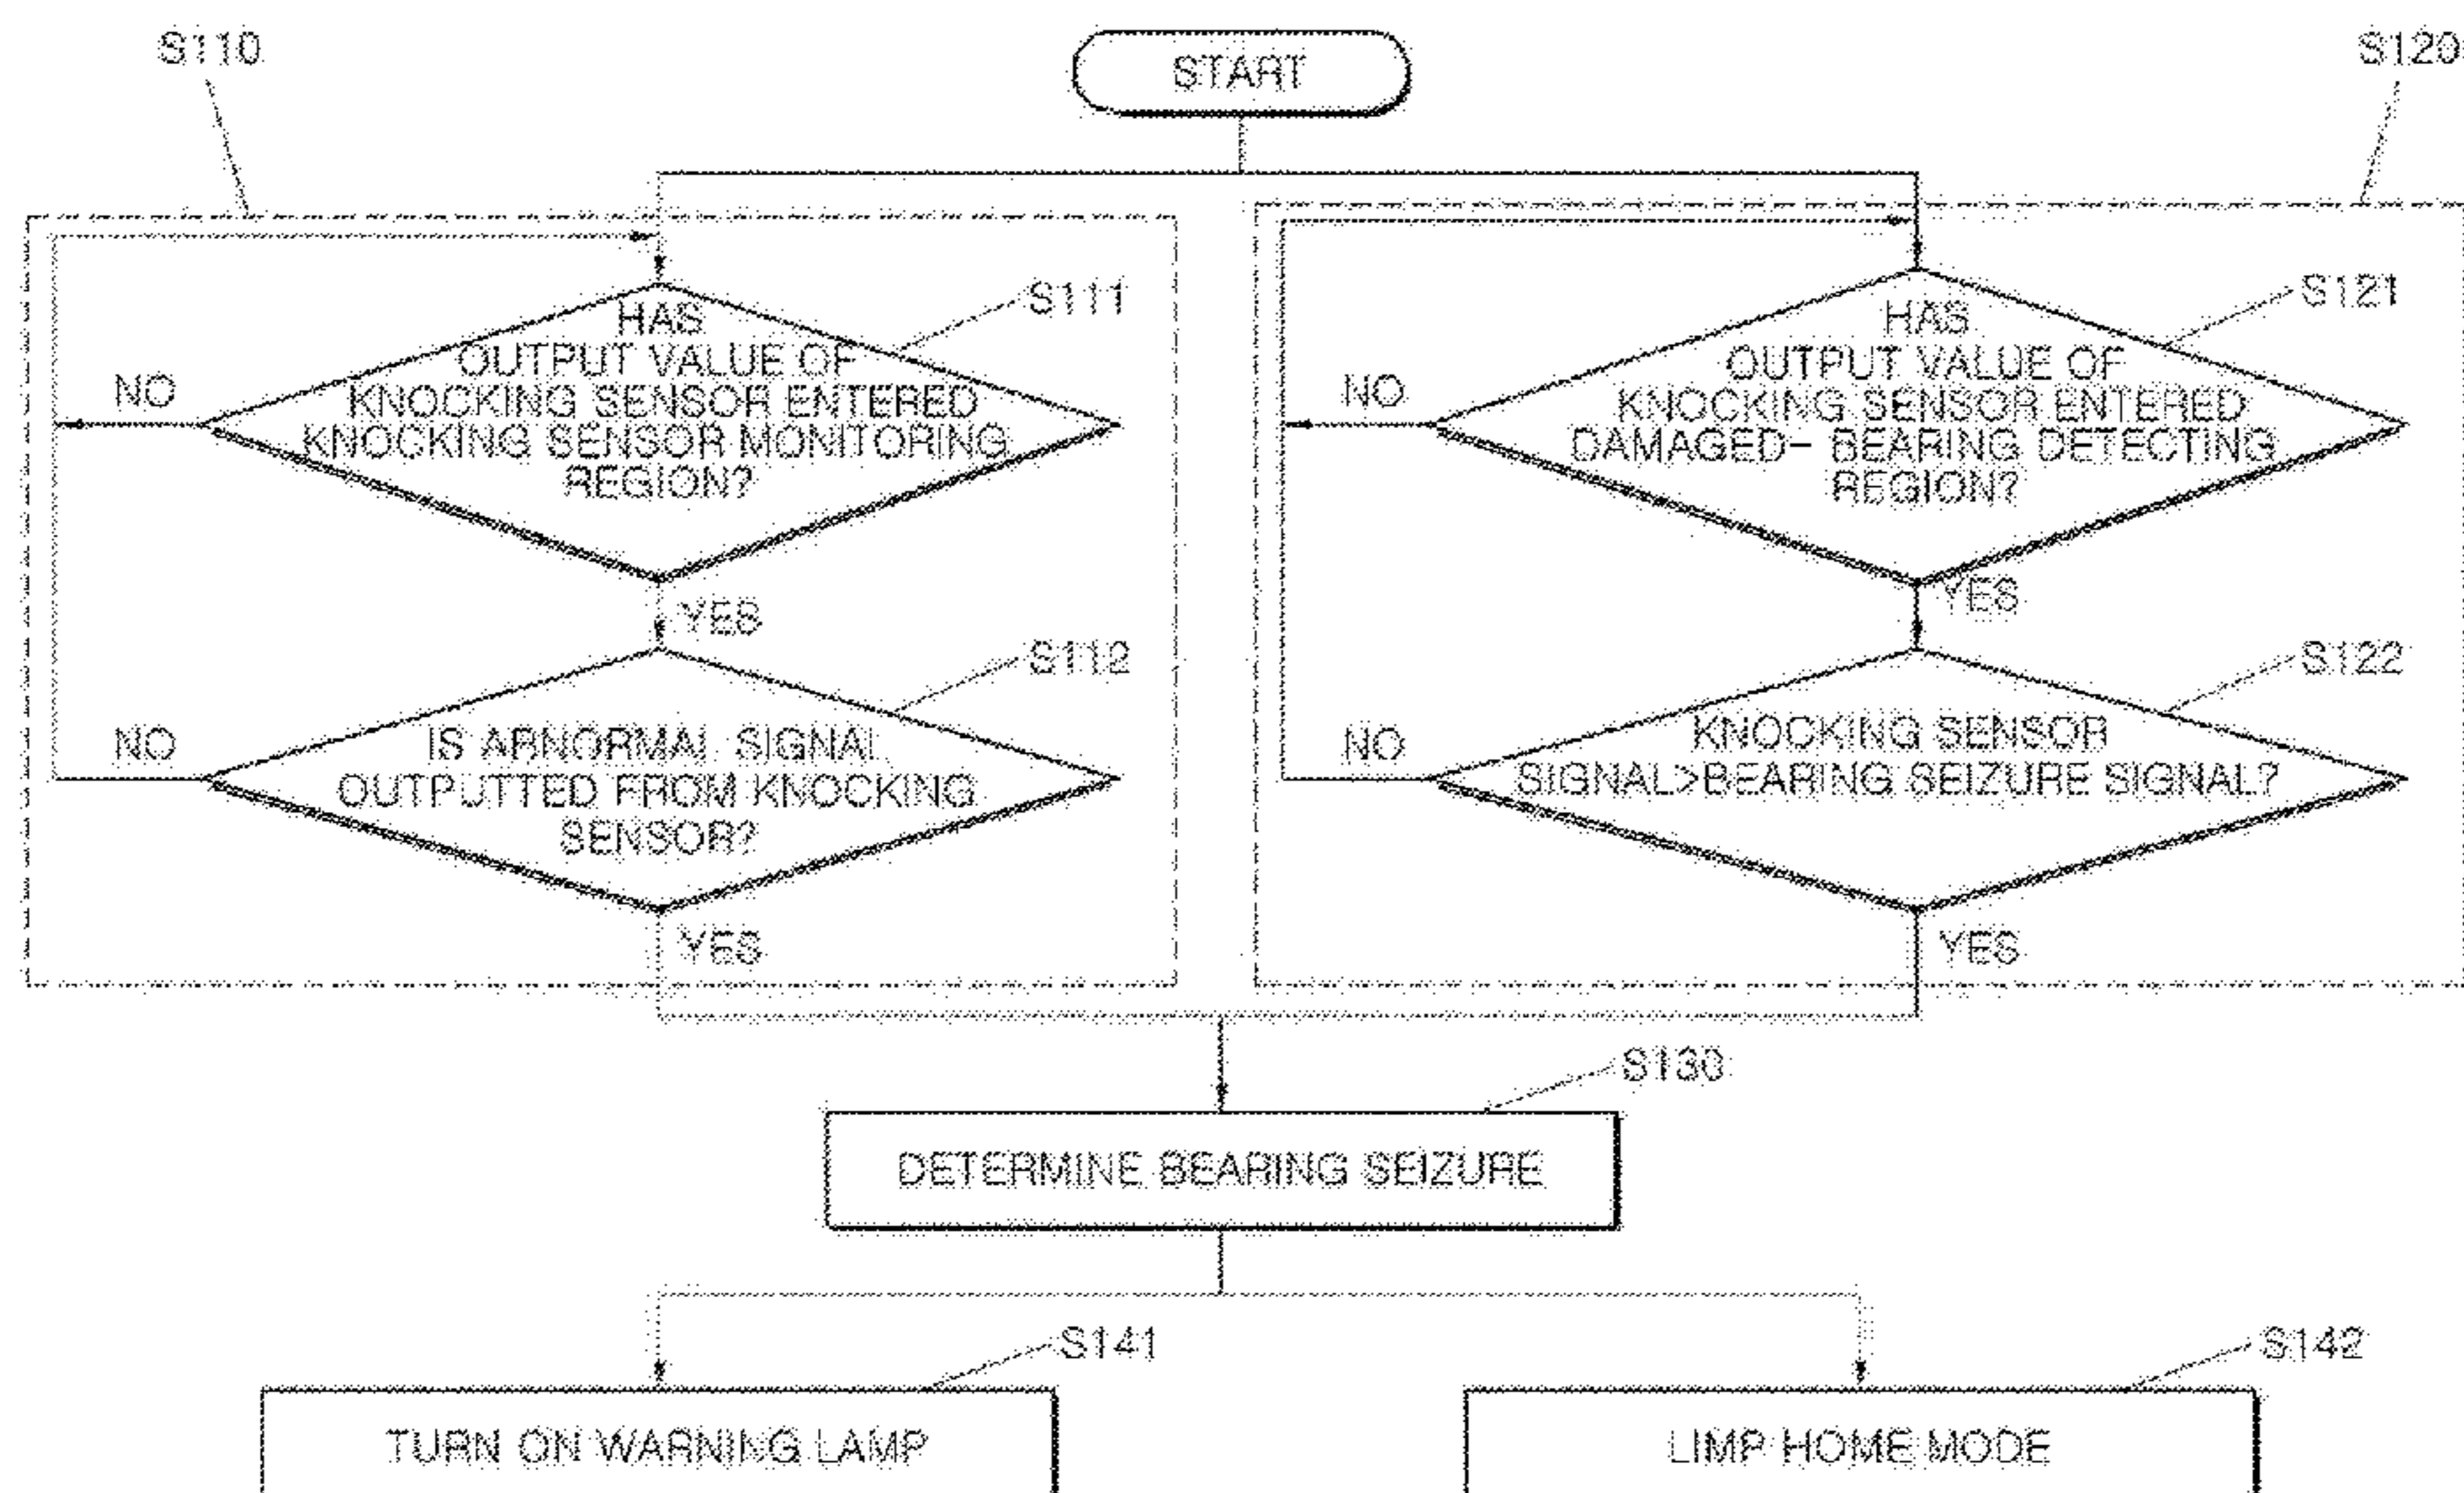 S110
START
S120
S111
HAS
OUTPUT VALUE OF
KNOCKING SENSOR ENTERED
KNOCKING SENSOR MONITORING
REGION?
NO
YES
S112
IS ABNORMAL SIGNAL
OUTPUTTED FROM KNOCKING
SENSOR?
NO
YES
S121
HAS
OUTPUT VALUE OF
KNOCKING SENSOR ENTERED
DAMAGED- BEARING DETECTING
REGION?
NO
YES
S122
KNOCKING SENSOR
SIGNAL>BEARING SEIZURE SIGNAL?
NO
YES
S130
DETERMINE BEARING SEIZURE
S141
TURN ON WARNING LAMP
S142
LIMP HOME MODE